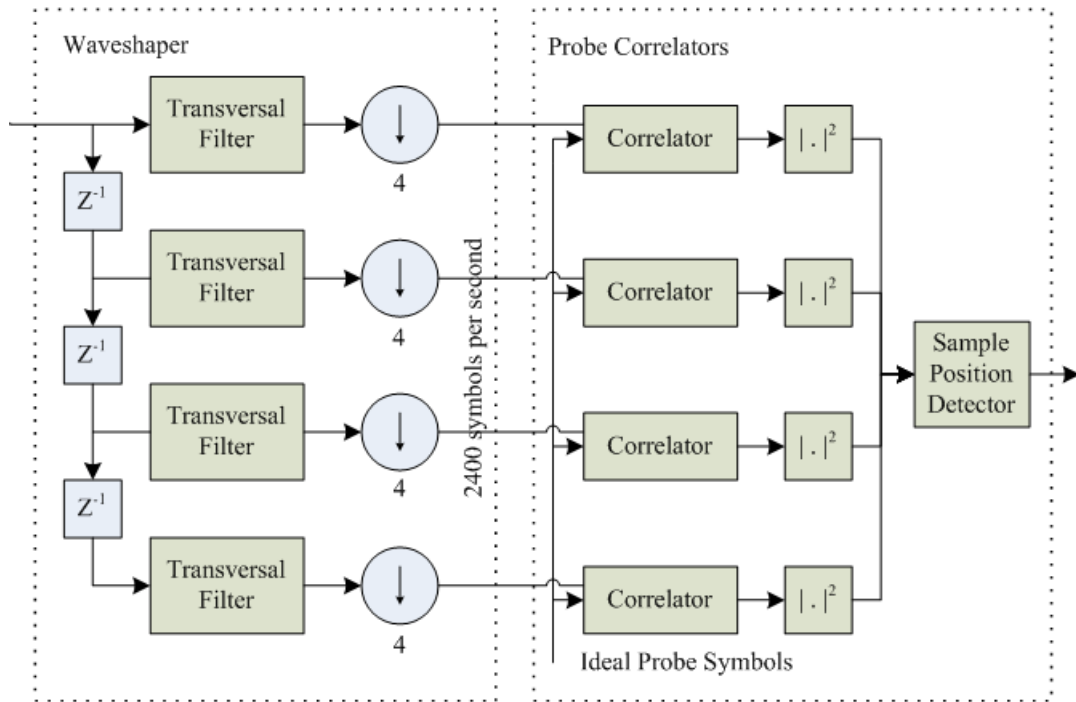 Waveshaper
Probe Correlators
Transversal
Filter
4
Correlator
| . |²
Z⁻¹
Transversal
Filter
4
Correlator
| . |²
Z⁻¹
Transversal
Filter
4
Correlator
| . |²
Z⁻¹
Transversal
Filter
4
Correlator
| . |²
2400 symbols per second
Sample
Position
Detector
Ideal Probe Symbols